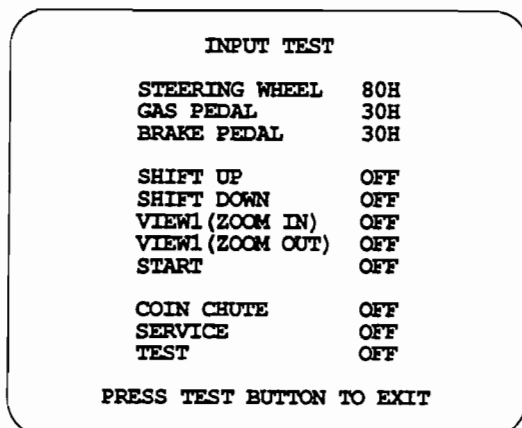 INPUT TEST
STEERING WHEEL 80H
GAS PEDAL 30H
BRAKE PEDAL 30H
SHIFT UP OFF
SHIFT DOWN OFF
VIEW1(ZOOM IN) OFF
VIEW1(ZOOM OUT) OFF
START OFF
COIN CHUTE OFF
SERVICE OFF
TEST OFF
PRESS TEST BUTTON TO EXIT